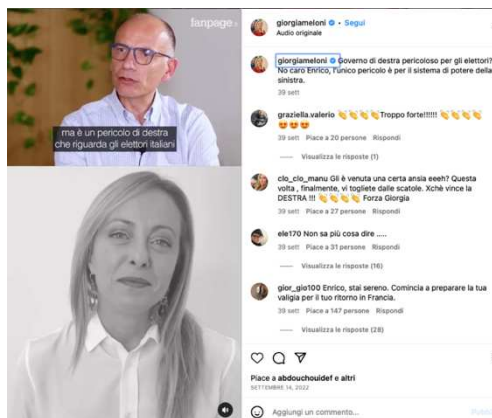 fanpage
ma è un pericolo di destra
che riguarda gli elettori italiani
giorgiameloni • Segui
Audio originale
giorgiameloni Governo di destra pericoloso per gli elettori?
No caro Enrico, l'unico pericolo è per il sistema di potere della
sinistra.
39 sett
graziella.valerio 👏👏👏👏Troppo forte!!!!!! 👏👏👏👏
😍😍😍
39 sett Piace a 20 persone Rispondi
Visualizza le risposte (1)
clo_clo_manu Gli è venuta una certa ansia eeeh? Questa
volta , finalmente, vi togliete dalle scatole. Xchè vince la
DESTRA !!! 👏👏👏👏 Forza Giorgia
39 sett Piace a 27 persone Rispondi
ele170 Non sa più cosa dire .....
39 sett Piace a 31 persone Rispondi
Visualizza le risposte (16)
gior_gio100 Enrico, stai sereno. Comincia a preparare la tua
valigia per il tuo ritorno in Francia.
39 sett Piace a 147 persone Rispondi
Visualizza le risposte (28)
Piace a abdouchouidef e altri
SETTEMBRE 14, 2022
Aggiungi un commento...